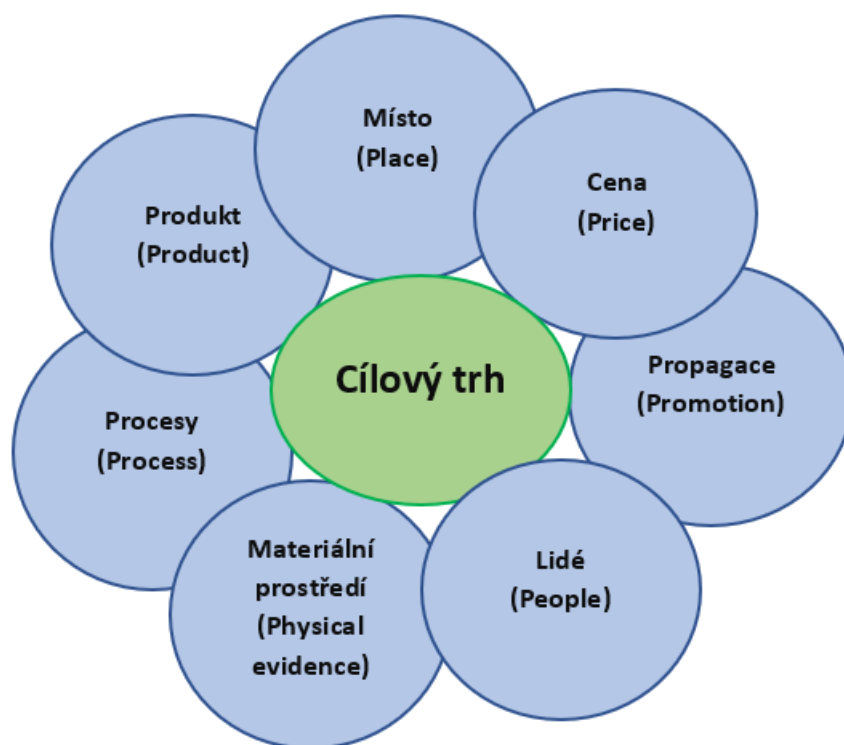 Místo
(Place)
Cena
(Price)
Produkt
(Product)
Cílový trh
Propagace
(Promotion)
Procesy
(Process)
Materiální
prostředí
(Physical
evidence)
Lidé
(People)